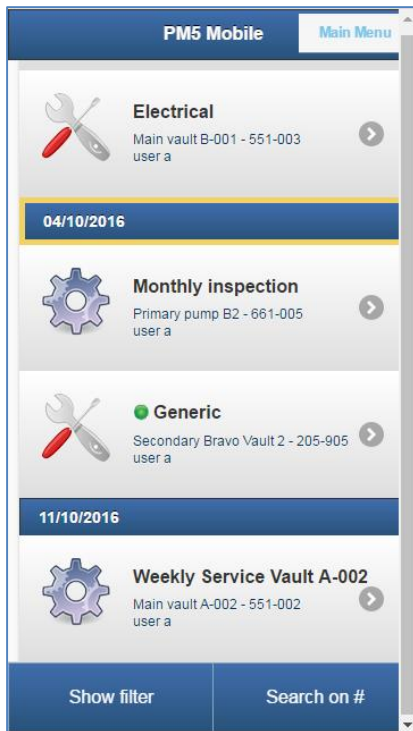 PM5 Mobile
Main Menu
Electrical
Main vault B-001 - 551-003
user a
04/10/2016
Monthly inspection
Primary pump B2 - 661-005
user a
Generic
Secondary Bravo Vault 2 - 205-905
user a
11/10/2016
Weekly Service Vault A-002
Main vault A-002 - 551-002
user a
Show filter
Search on #